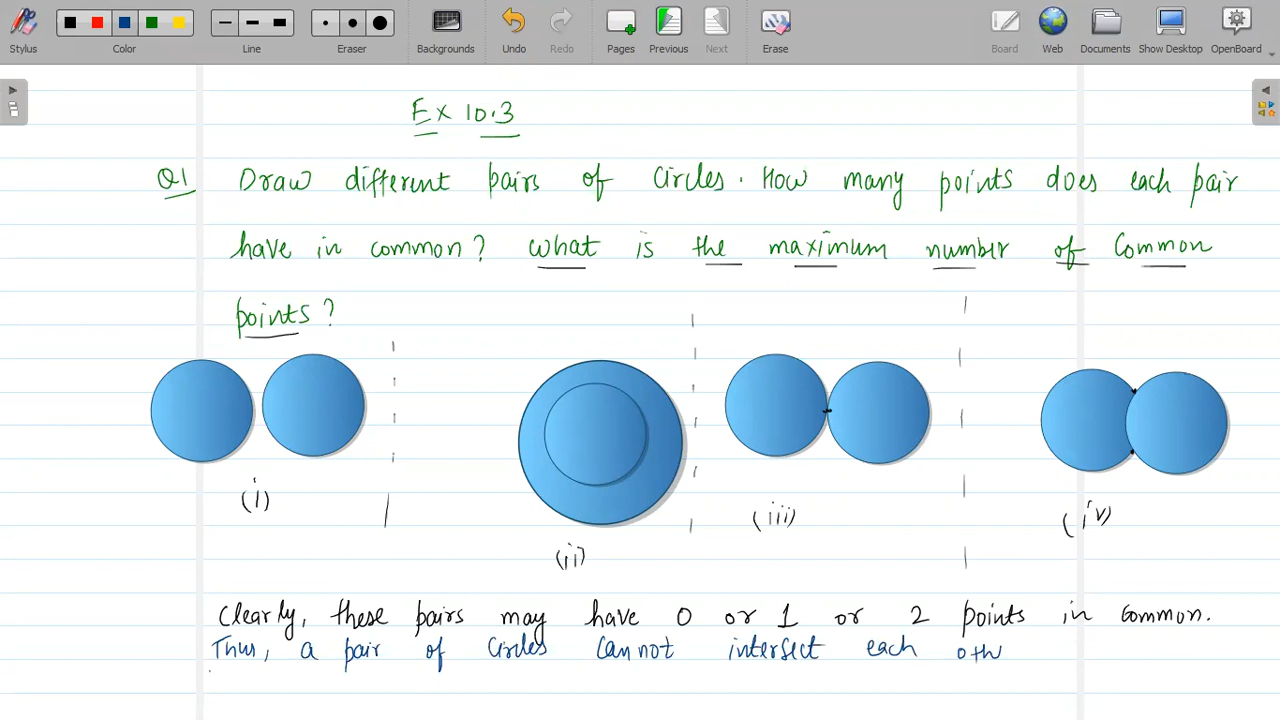 Stylus
Color
Line
Eraser
Backgrounds
Undo
Redo
Pages
Previous
Next
Erase
Board
Web
Documents
Show Desktop
OpenBoard
Ex 10.3
Q1 Draw different pairs of circles. How many points does each pair
have in common? What is the maximum number of common
points?
(i)
(ii)
(iii)
(iv)
Clearly, these pairs may have 0 or 1 or 2 points in common.
Thus, a pair of circles cannot intersect each oth